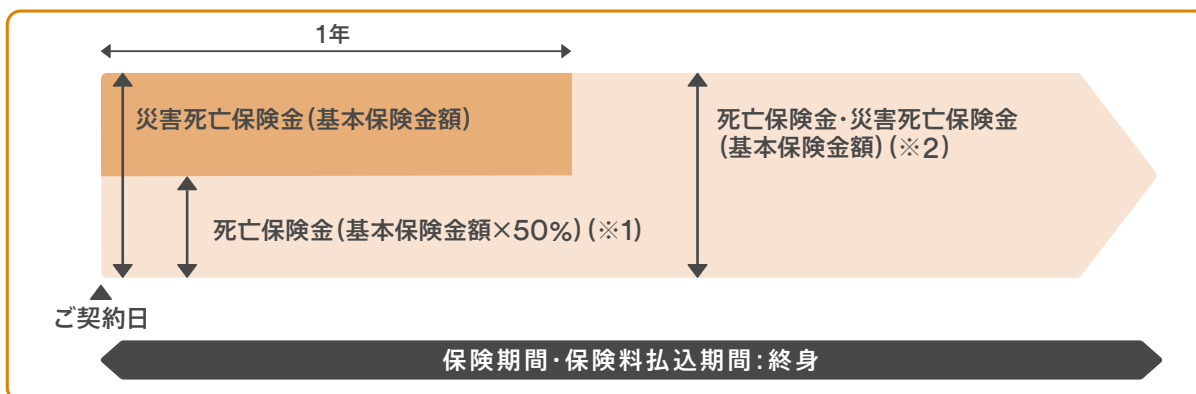 1年
災害死亡保険金(基本保険金額)
死亡保険金・災害死亡保険金
(基本保険金額)(※2)
死亡保険金(基本保険金額×50%)(※1)
ご契約日
保険期間・保険料払込期間:終身